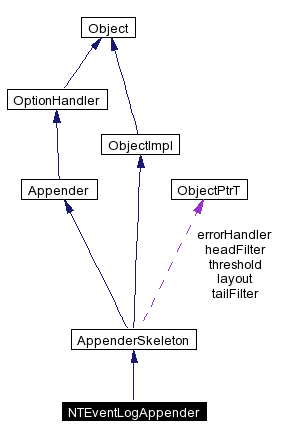 Object
OptionHandler
ObjectImpl
Appender
ObjectPtrT
errorHandler
headFilter
threshold
layout
tailFilter
AppenderSkeleton
NTEventLogAppender